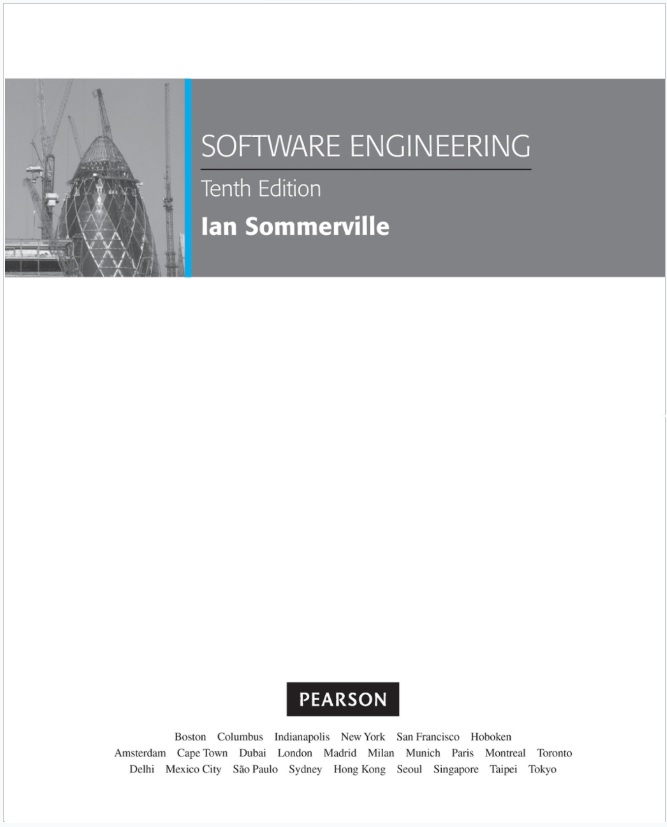 SOFTWARE ENGINEERING
Tenth Edition
Ian Sommerville
PEARSON
Boston Columbus Indianapolis New York San Francisco Hoboken
Amsterdam Cape Town Dubai London Madrid Milan Munich Paris Montreal Toronto
Delhi Mexico City São Paulo Sydney Hong Kong Seoul Singapore Taipei Tokyo